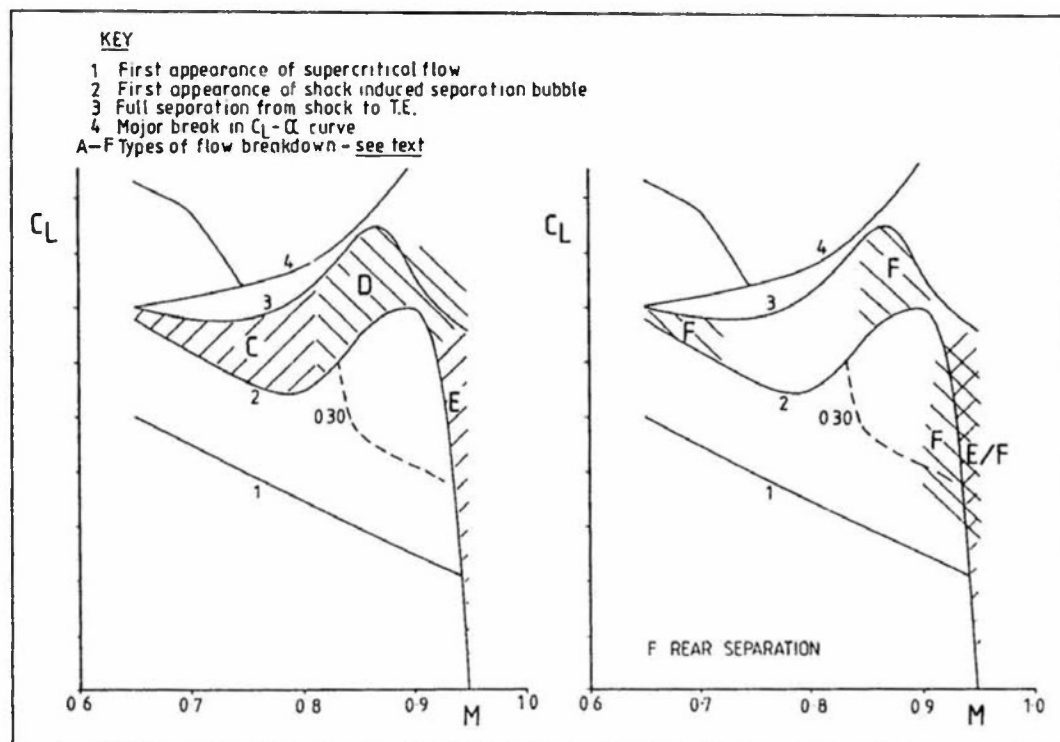 KEY
1 First appearance of supercritical flow
2 First appearance of shock induced separation bubble
3 Full separation from shock to T.E.
4 Major break in CL-α curve
A-F Types of flow breakdown - see text
CL
4
3
D
C
2
E
0·30
1
0·6 0·7 0·8 0·9 M 1·0
CL
4
F
3
F
2
0·30
F
E/F
1
F REAR SEPARATION
0·6 0·7 0·8 0·9 M 1·0